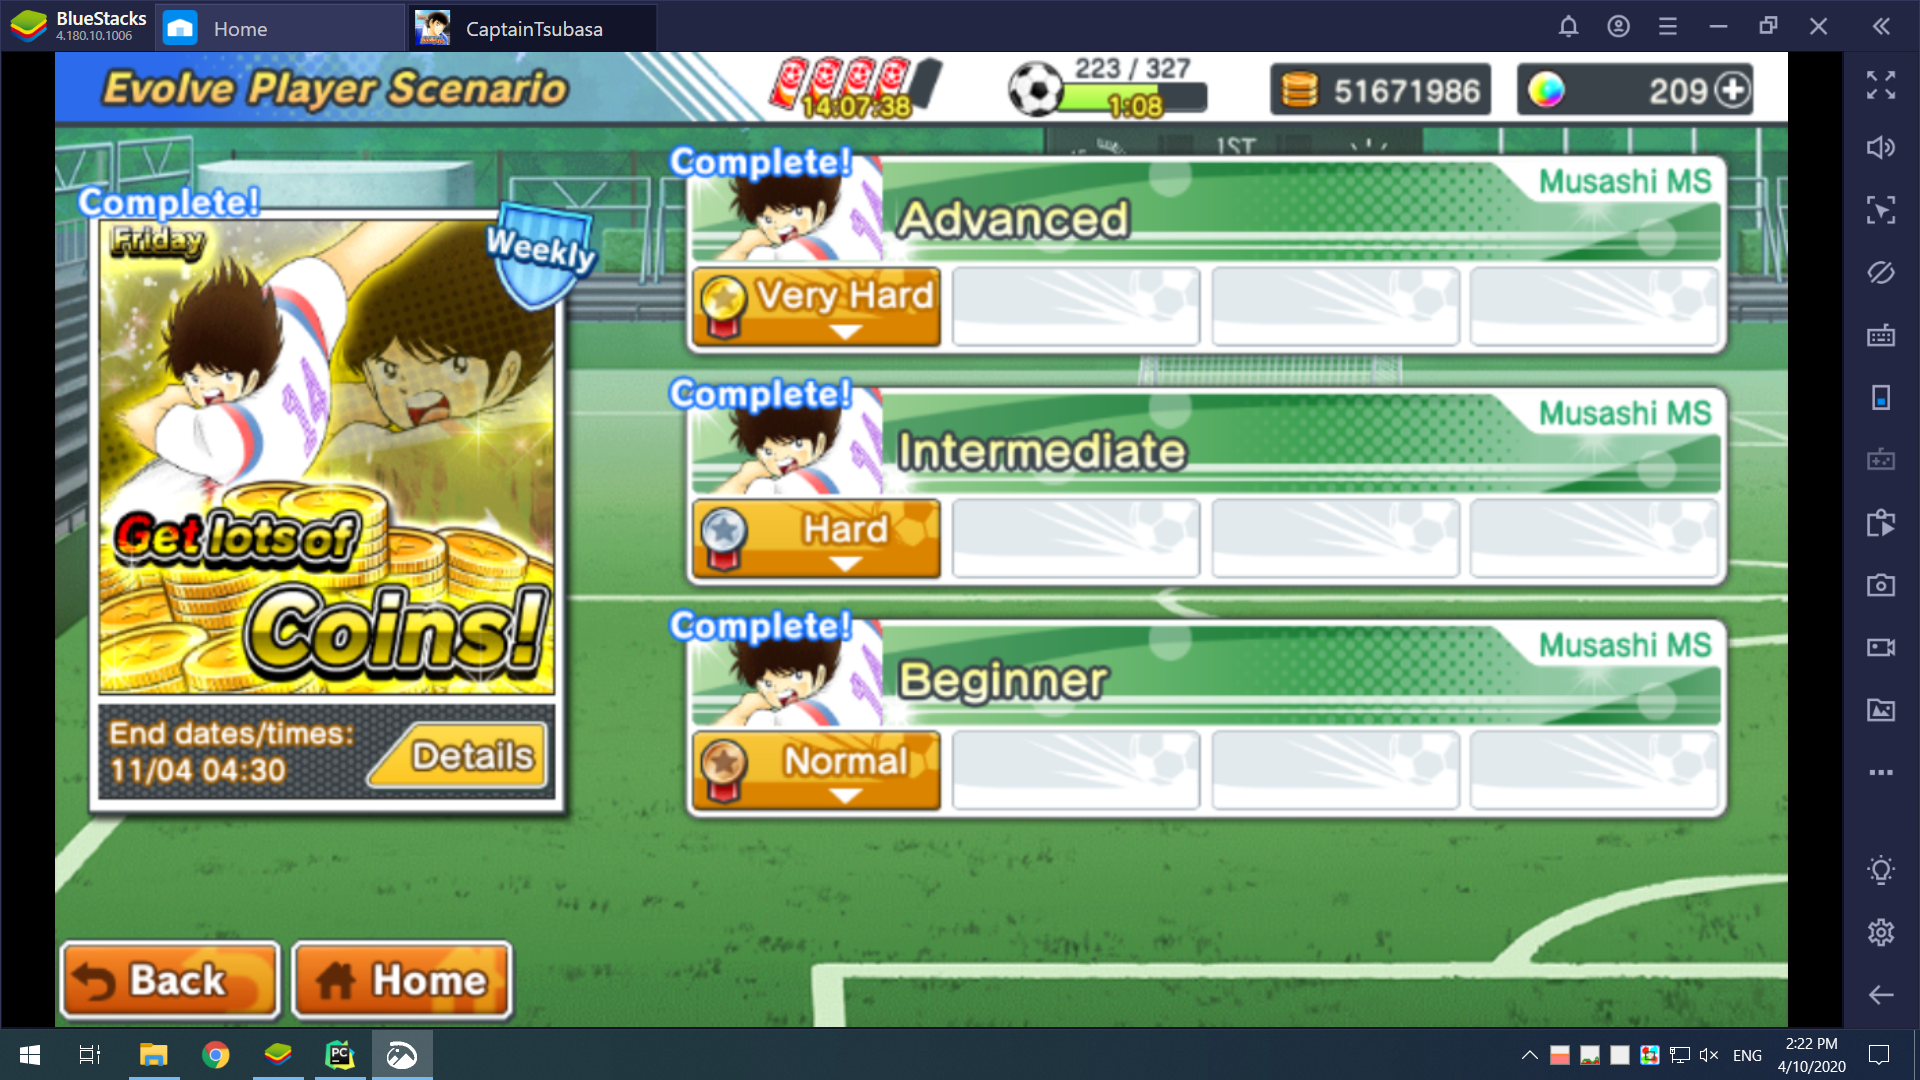 BlueStacks
4.180.10.1006
Home
CaptainTsubasa
Evolve Player Scenario
14:07:38
223 / 327
1:08
51671986
209
1ST
Complete!
Friday
Weekly
14
Get lots of
Coins!
End dates/times:
11/04 04:30
Details
Complete!
Musashi MS
Advanced
Very Hard
Complete!
Musashi MS
Intermediate
Hard
Complete!
Musashi MS
Beginner
Normal
Back
Home
PC
ENG
2:22 PM
4/10/2020